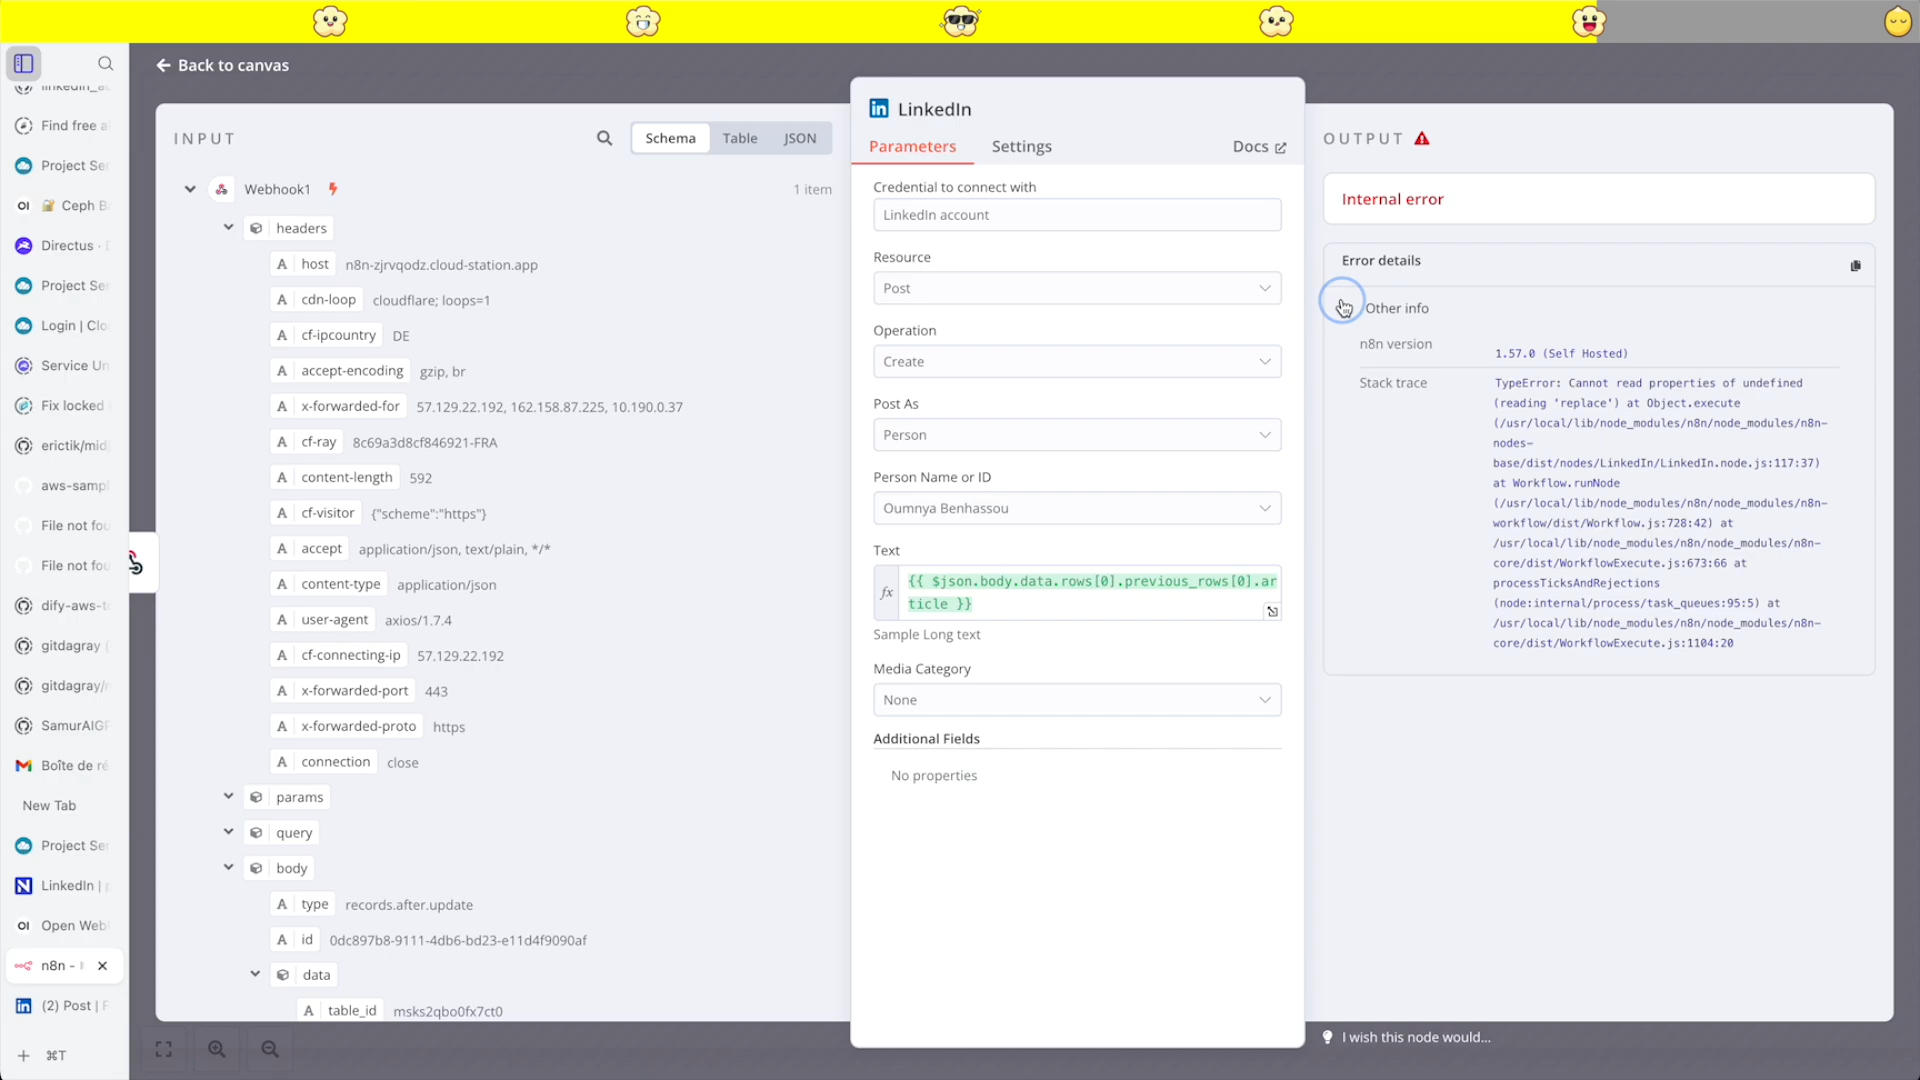 Back to canvas
linkedin_a
Find free a
Project Ser
OI 🔐 Ceph B
Directus ·
Project Ser
Login | Clo
Service Un
Fix locked
erictik/mid
aws-sampl
File not fou
File not fou
dify-aws-t
gitdagray (
gitdagray/r
SamurAIGP
Boîte de ré
New Tab
Project Ser
LinkedIn |
OI Open Web
n8n -
(2) Post | F
⌘T
INPUT
Schema
Table
JSON
Webhook1
1 item
headers
A host n8n-zjrvqodz.cloud-station.app
A cdn-loop cloudflare; loops=1
A cf-ipcountry DE
A accept-encoding gzip, br
A x-forwarded-for 57.129.22.192, 162.158.87.225, 10.190.0.37
A cf-ray 8c69a3d8cf846921-FRA
A content-length 592
A cf-visitor {"scheme":"https"}
A accept application/json, text/plain, */*
A content-type application/json
A user-agent axios/1.7.4
A cf-connecting-ip 57.129.22.192
A x-forwarded-port 443
A x-forwarded-proto https
A connection close
params
query
body
A type records.after.update
A id 0dc897b8-9111-4db6-bd23-e11d4f9090af
data
A table_id msks2qbo0fx7ct0
in LinkedIn
Parameters
Settings
Docs
Credential to connect with
LinkedIn account
Resource
Post
Operation
Create
Post As
Person
Person Name or ID
Oumnya Benhassou
Text
fx
{{ $json.body.data.rows[0].previous_rows[0].ar
ticle }}
Sample Long text
Media Category
None
Additional Fields
No properties
OUTPUT
Internal error
Error details
Other info
n8n version
1.57.0 (Self Hosted)
Stack trace
TypeError: Cannot read properties of undefined
(reading 'replace') at Object.execute
(/usr/local/lib/node_modules/n8n/node_modules/n8n-
nodes-
base/dist/nodes/LinkedIn/LinkedIn.node.js:117:37)
at Workflow.runNode
(/usr/local/lib/node_modules/n8n/node_modules/n8n-
workflow/dist/Workflow.js:728:42) at
/usr/local/lib/node_modules/n8n/node_modules/n8n-
core/dist/WorkflowExecute.js:673:66 at
processTicksAndRejections
(node:internal/process/task_queues:95:5) at
/usr/local/lib/node_modules/n8n/node_modules/n8n-
core/dist/WorkflowExecute.js:1104:20
I wish this node would...